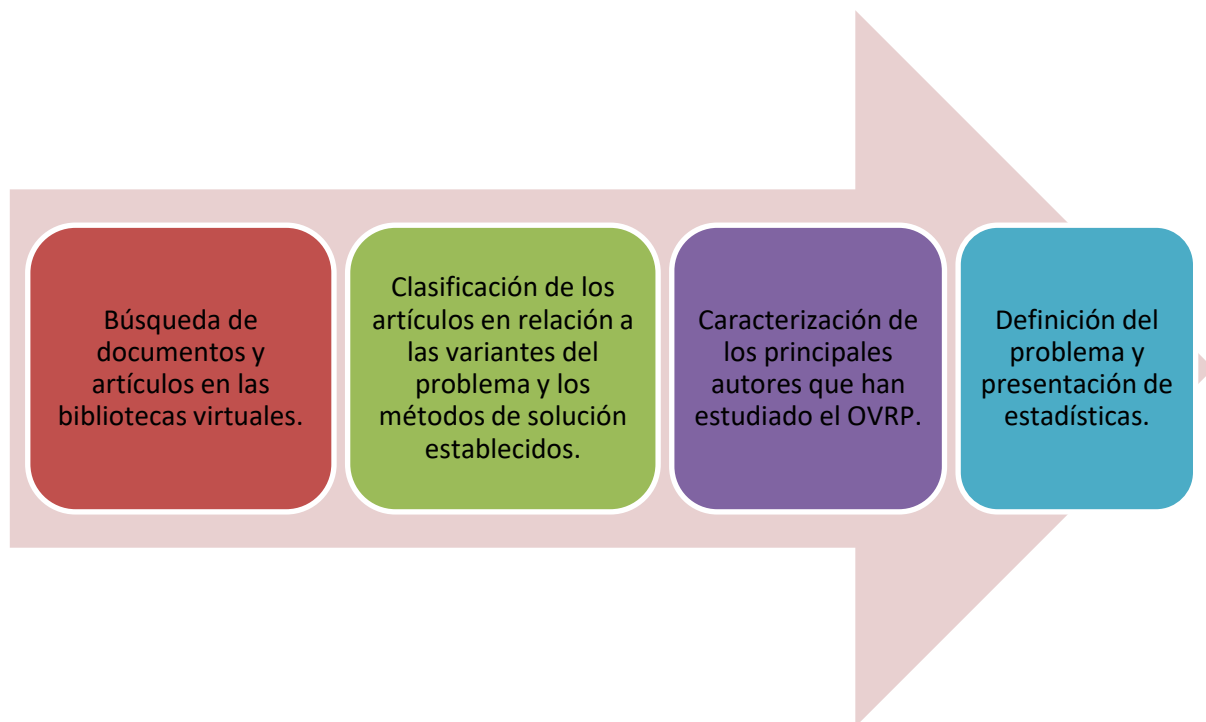 Búsqueda de
documentos y
artículos en las
bibliotecas virtuales.
Clasificación de los
artículos en relación a
las variantes del
problema y los
métodos de solución
establecidos.
Caracterización de
los principales
autores que han
estudiado el OVRP.
Definición del
problema y
presentación de
estadísticas.